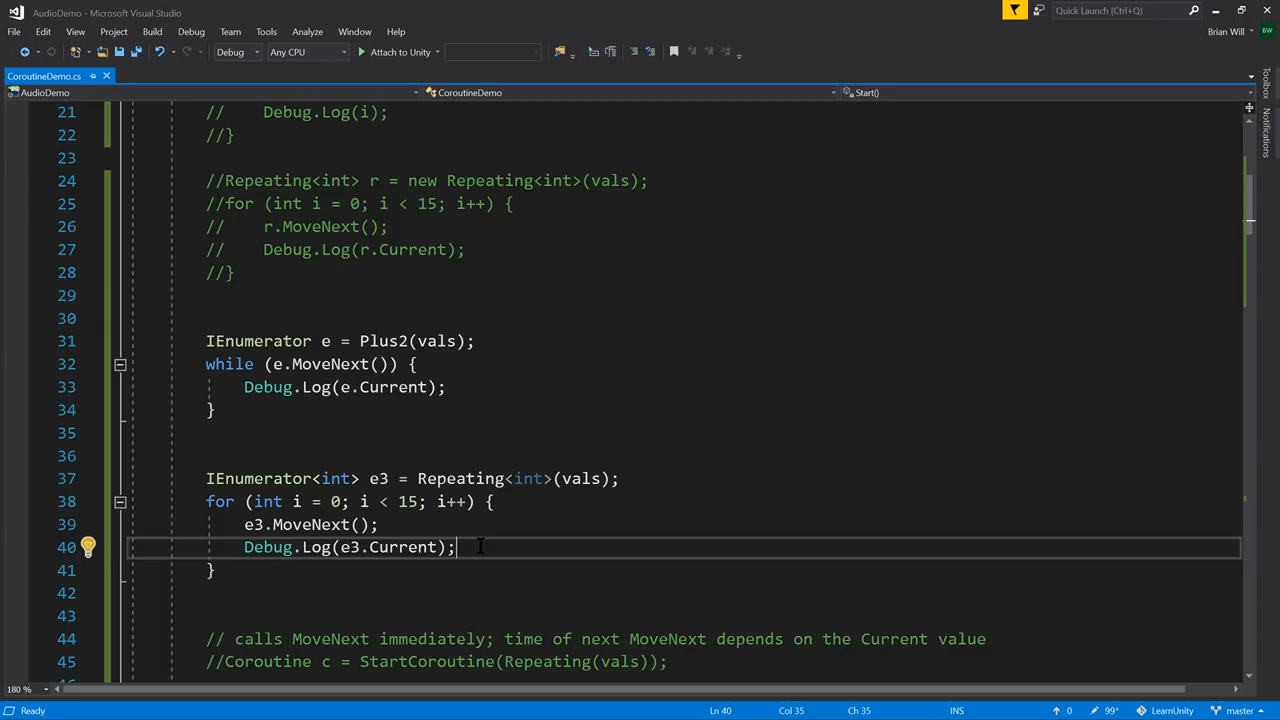 AudioDemo - Microsoft Visual Studio
Quick Launch (Ctrl+Q)
File Edit View Project Build Debug Team Tools Analyze Window Help
Brian Will BW
Debug Any CPU Attach to Unity
CoroutineDemo.cs
AudioDemo CoroutineDemo Start()
Toolbox
Notifications
21 // Debug.Log(i);
22 //}
23
24 //Repeating<int> r = new Repeating<int>(vals);
25 //for (int i = 0; i < 15; i++) {
26 // r.MoveNext();
27 // Debug.Log(r.Current);
28 //}
29
30
31 IEnumerator e = Plus2(vals);
32 while (e.MoveNext()) {
33 Debug.Log(e.Current);
34 }
35
36
37 IEnumerator<int> e3 = Repeating<int>(vals);
38 for (int i = 0; i < 15; i++) {
39 e3.MoveNext();
40 Debug.Log(e3.Current);
41 }
42
43
44 // calls MoveNext immediately; time of next MoveNext depends on the Current value
45 //Coroutine c = StartCoroutine(Repeating(vals));
180 %
Ready Ln 40 Col 35 Ch 35 INS 0 99* LearnUnity master